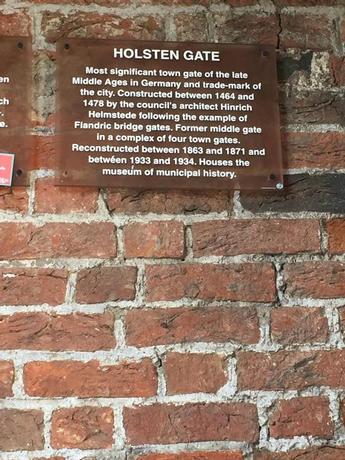 HOLSTEN GATE
Most significant town gate of the late
Middle Ages in Germany and trade-mark of
the city. Constructed between 1464 and
1478 by the council's architect Hinrich
Helmstede following the example of
Flandric bridge gates. Former middle gate
in a complex of four town gates.
Reconstructed between 1863 and 1871 and
between 1933 and 1934. Houses the
museum of municipal history.